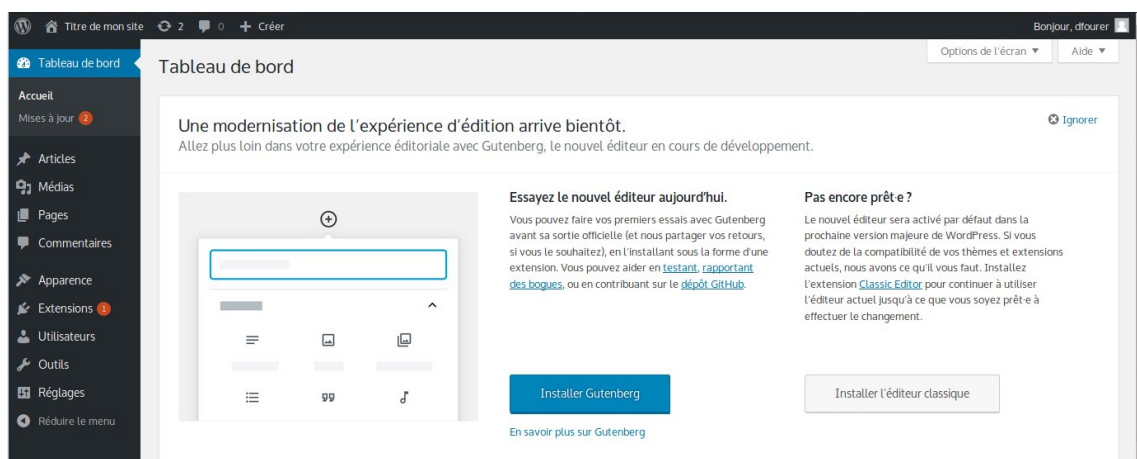 Titre de mon site 2 0 + Créer
Bonjour, dfourer
Tableau de bord
Accueil
Mises à jour 2
Articles
Médias
Pages
Commentaires
Apparence
Extensions 1
Utilisateurs
Outils
Réglages
Réduire le menu
Options de l'écran ▼
Aide ▼
Tableau de bord
Une modernisation de l'expérience d'édition arrive bientôt.
Allez plus loin dans votre expérience éditoriale avec Gutenberg, le nouvel éditeur en cours de développement.
Ignorer
Essayez le nouvel éditeur aujourd'hui.
Vous pouvez faire vos premiers essais avec Gutenberg
avant sa sortie officielle (et nous partager vos retours,
si vous le souhaitez), en l'installant sous la forme d'une
extension. Vous pouvez aider en testant, rapportant
des bogues, ou en contribuant sur le dépôt GitHub.
Installer Gutenberg
En savoir plus sur Gutenberg
Pas encore prêt·e ?
Le nouvel éditeur sera activé par défaut dans la
prochaine version majeure de WordPress. Si vous
doutez de la compatibilité de vos thèmes et extensions
actuels, nous avons ce qu'il vous faut. Installez
l'extension Classic Editor pour continuer à utiliser
l'éditeur actuel jusqu'à ce que vous soyez prêt·e à
effectuer le changement.
Installer l'éditeur classique